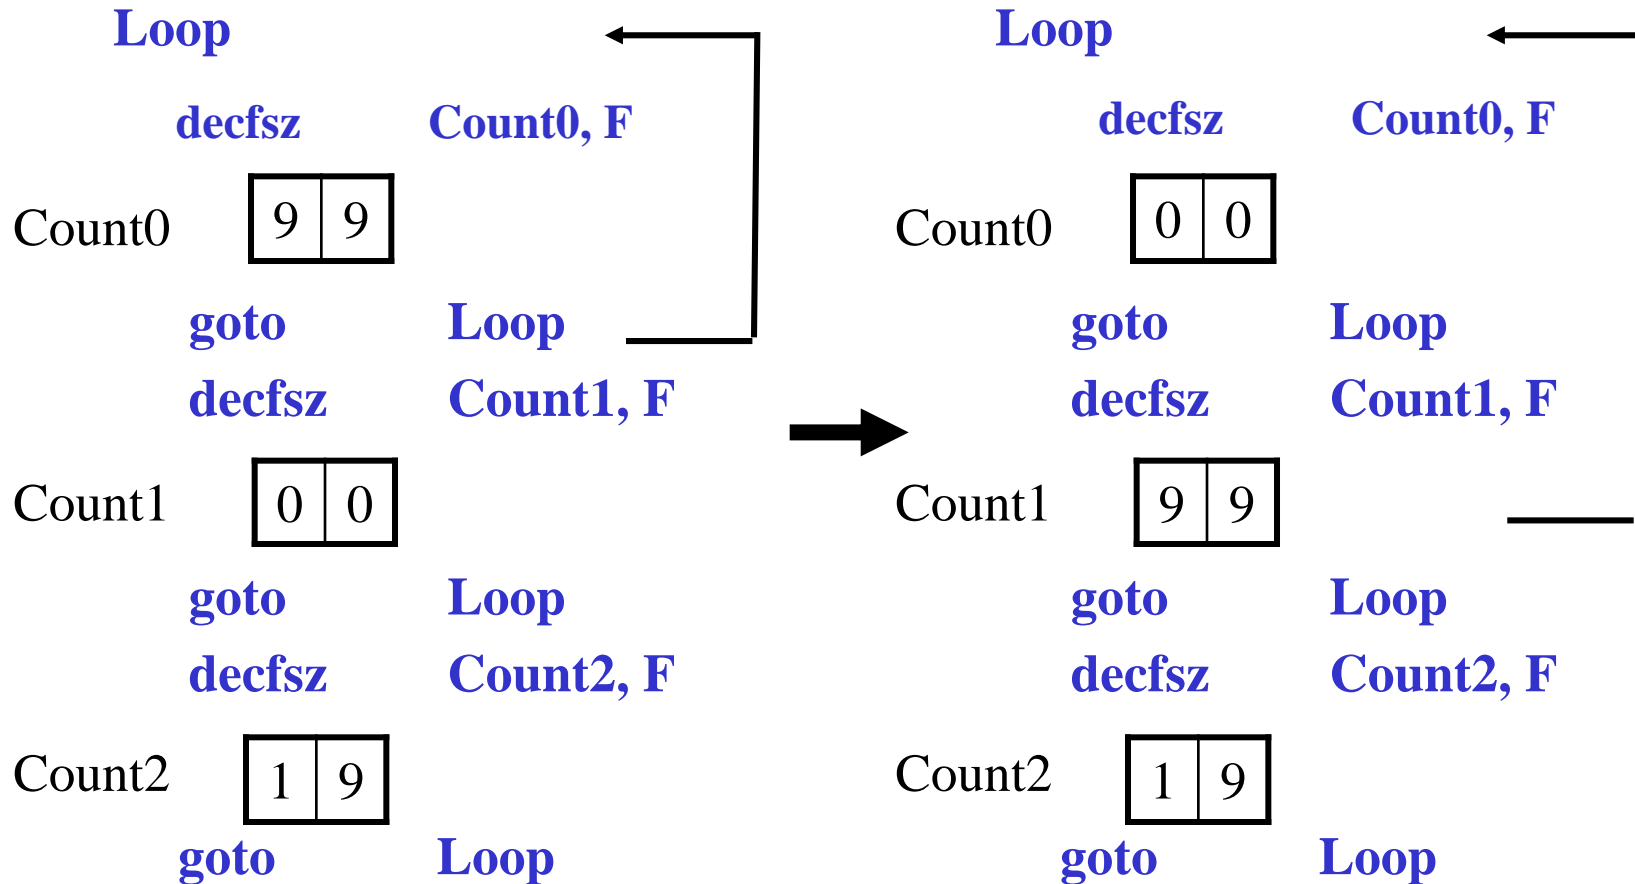 Loop
decfsz Count0, F
Count0 9 9
goto Loop
decfsz Count1, F
Count1 0 0
goto Loop
decfsz Count2, F
Count2 1 9
goto Loop
Loop
decfsz Count0, F
Count0 0 0
goto Loop
decfsz Count1, F
Count1 9 9
goto Loop
decfsz Count2, F
Count2 1 9
goto Loop